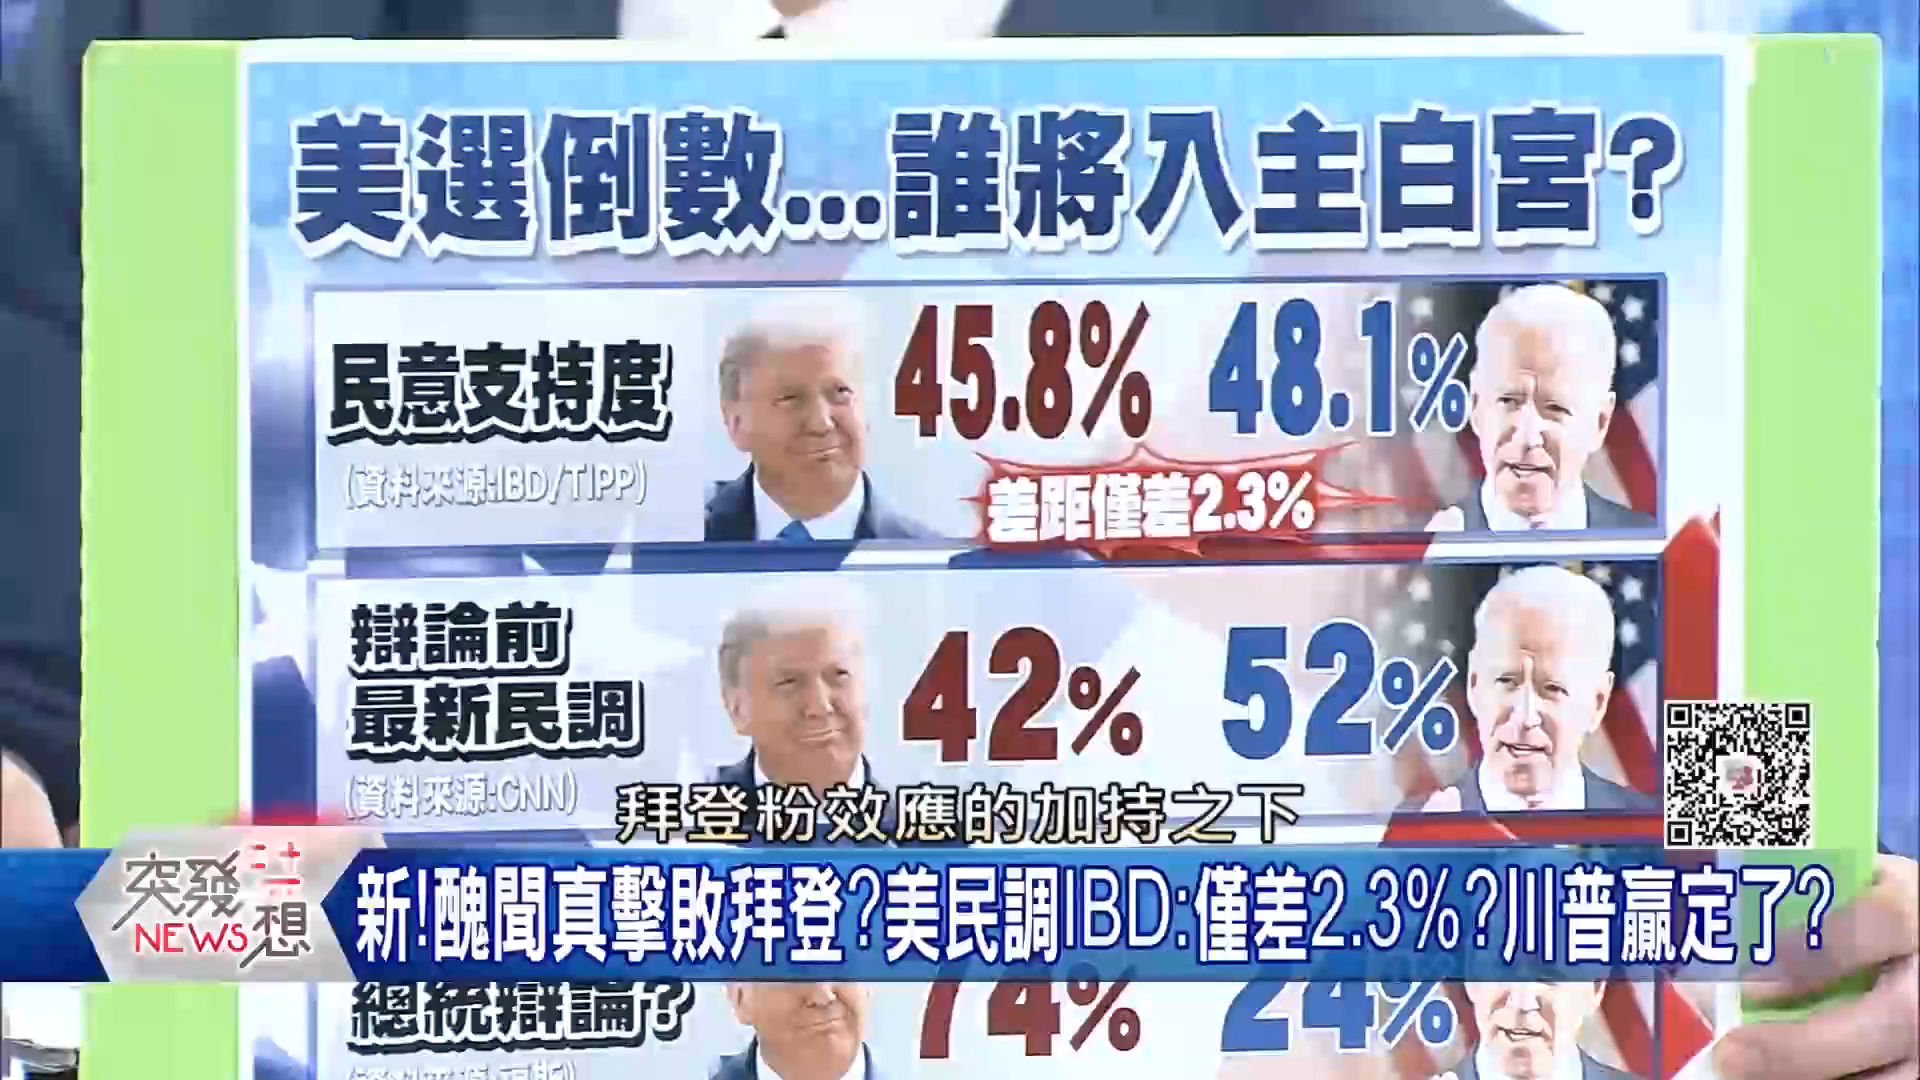 美選倒數...誰將入主白宮?
民意支持度
(資料來源:IBD/TIPP)
45.8%
48.1%
差距僅差2.3%
辯論前
最新民調
(資料來源:CNN)
42%
52%
拜登粉效應的加持之下
突發
NEWS
想
新!醜聞真擊敗拜登?美民調IBD:僅差2.3%?川普贏定了?
總統辯論?
74%
24%